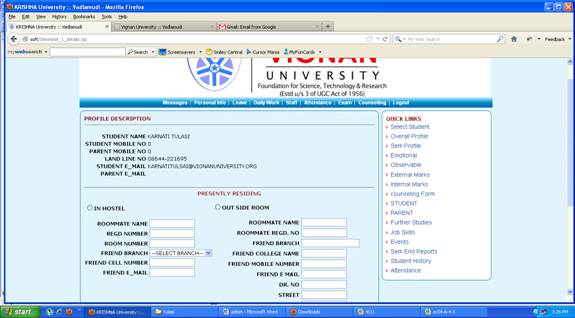 KRISHNA University :: Vadlamudi - Mozilla Firefox
File Edit View History Bookmarks Tools Help
KRISHNA University :: Vadlamudi
Vignan University :: Vadlamudi
Gmail: Email from Google
soft/Semester_1_details.jsp
My Web Search
Feedback
mywebsearch
Search
Screensavers
Smiley Central
Cursor Mania
MyFunCards
VIGNAN
UNIVERSITY
Foundation for Science, Technology & Research
(Estd u/s 3 of UGC Act of 1956)
Messages | Personal Info | Leave | Daily Work | Staff | Attendance | Exam | Counselling | Logout
PROFILE DESCRIPTION
STUDENT NAME KARNATI TULASI
STUDENT MOBILE NO 0
PARENT MOBILE NO 0
LAND LINE NO 08644-221695
STUDENT E_MAIL KARNATITULSAI@VIGNANUNIVERSITY.ORG
PARENT E_MAIL
PRESENTLY RESIDING
IN HOSTEL
ROOMMATE NAME
REGD NUMBER
ROOM NUMBER
FRIEND BRANCH --SELECT BRANCH--
FRIEND CELL NUMBER
FRIEND E_MAIL
OUT SIDE ROOM
ROOMMATE NAME
ROOMMATE REGD. NO
FRIEND BRANCH
FRIEND COLLEGE NAME
FRIEND MOBILE NUMBER
FRIEND E MAIL
DR. NO
STREET
QUICK LINKS
Select Student
Overall Profile
Sem Profile
Emotional
Observable
External Marks
Internal Marks
counseling Form
STUDENT
PARENT
Further Studies
Job Skills
Events
Sem End Reports
Student History
Attendance
start
KRISHNA University :: ...
tulasi
admin - Microsoft Word
Downloads
4(1)
cr04-A-4.1
3:26 PM